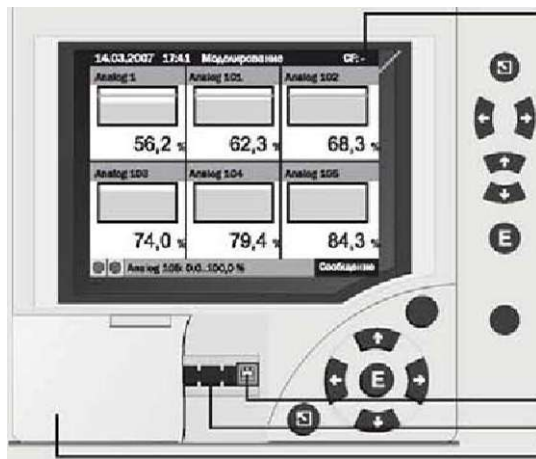 14.03.2007 17:41 Моделирование CF: -
Analog 1 Analog 101 Analog 102
56,2 % 62,3 % 68,3 %
Analog 103 Analog 104 Analog 105
74,0 % 79,4 % 84,3 %
Analog 105: 0,0..100,0 % Сообщение
E
E